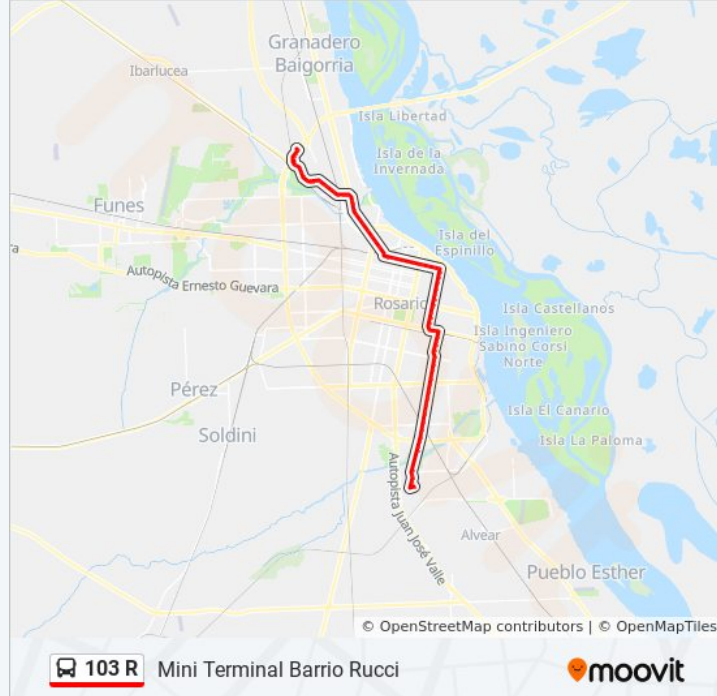 Granadero
Baigorria
Ibarlucea
Isla Libertad
Isla de la
Invernada
Funes
Isla del
Espinillo
a
Autopista Ernesto Guevara
Rosario
Isla Castellanos
Isla Ingeniero
Sabino Corsi
Norte
Pérez
Isla El Canario
Soldini
Isla La Paloma
Autopista Juan José Valle
Alvear
Pueblo Esther
© OpenStreetMap contributors | © OpenMapTiles
103 R Mini Terminal Barrio Rucci
moovit